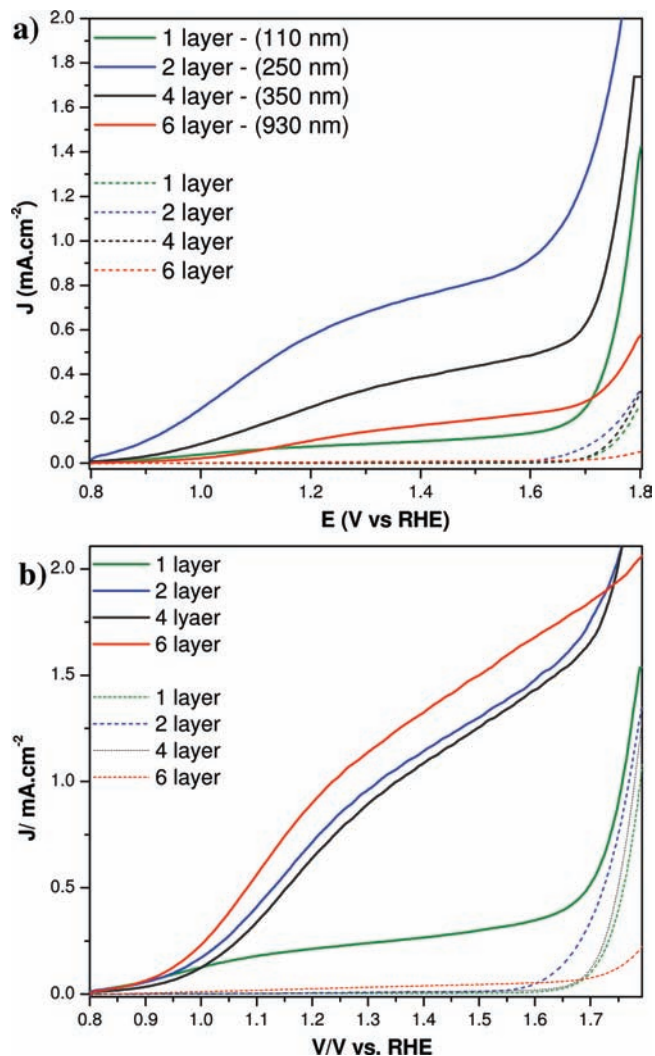 a)
1 layer - (110 nm)
2 layer - (250 nm)
4 layer - (350 nm)
6 layer - (930 nm)
1 layer
2 layer
4 layer
6 layer
2.0
1.8
1.6
1.4
1.2
1.0
0.8
0.6
0.4
0.2
0.0
J (mA.cm-2)
0.8 1.0 1.2 1.4 1.6 1.8
E (V vs RHE)
b)
1 layer
2 layer
4 lyaer
6 layer
1 layer
2 layer
4 layer
6 layer
2.0
1.5
1.0
0.5
0.0
J/ mA.cm-2
0.8 0.9 1.0 1.1 1.2 1.3 1.4 1.5 1.6 1.7
V/V vs. RHE